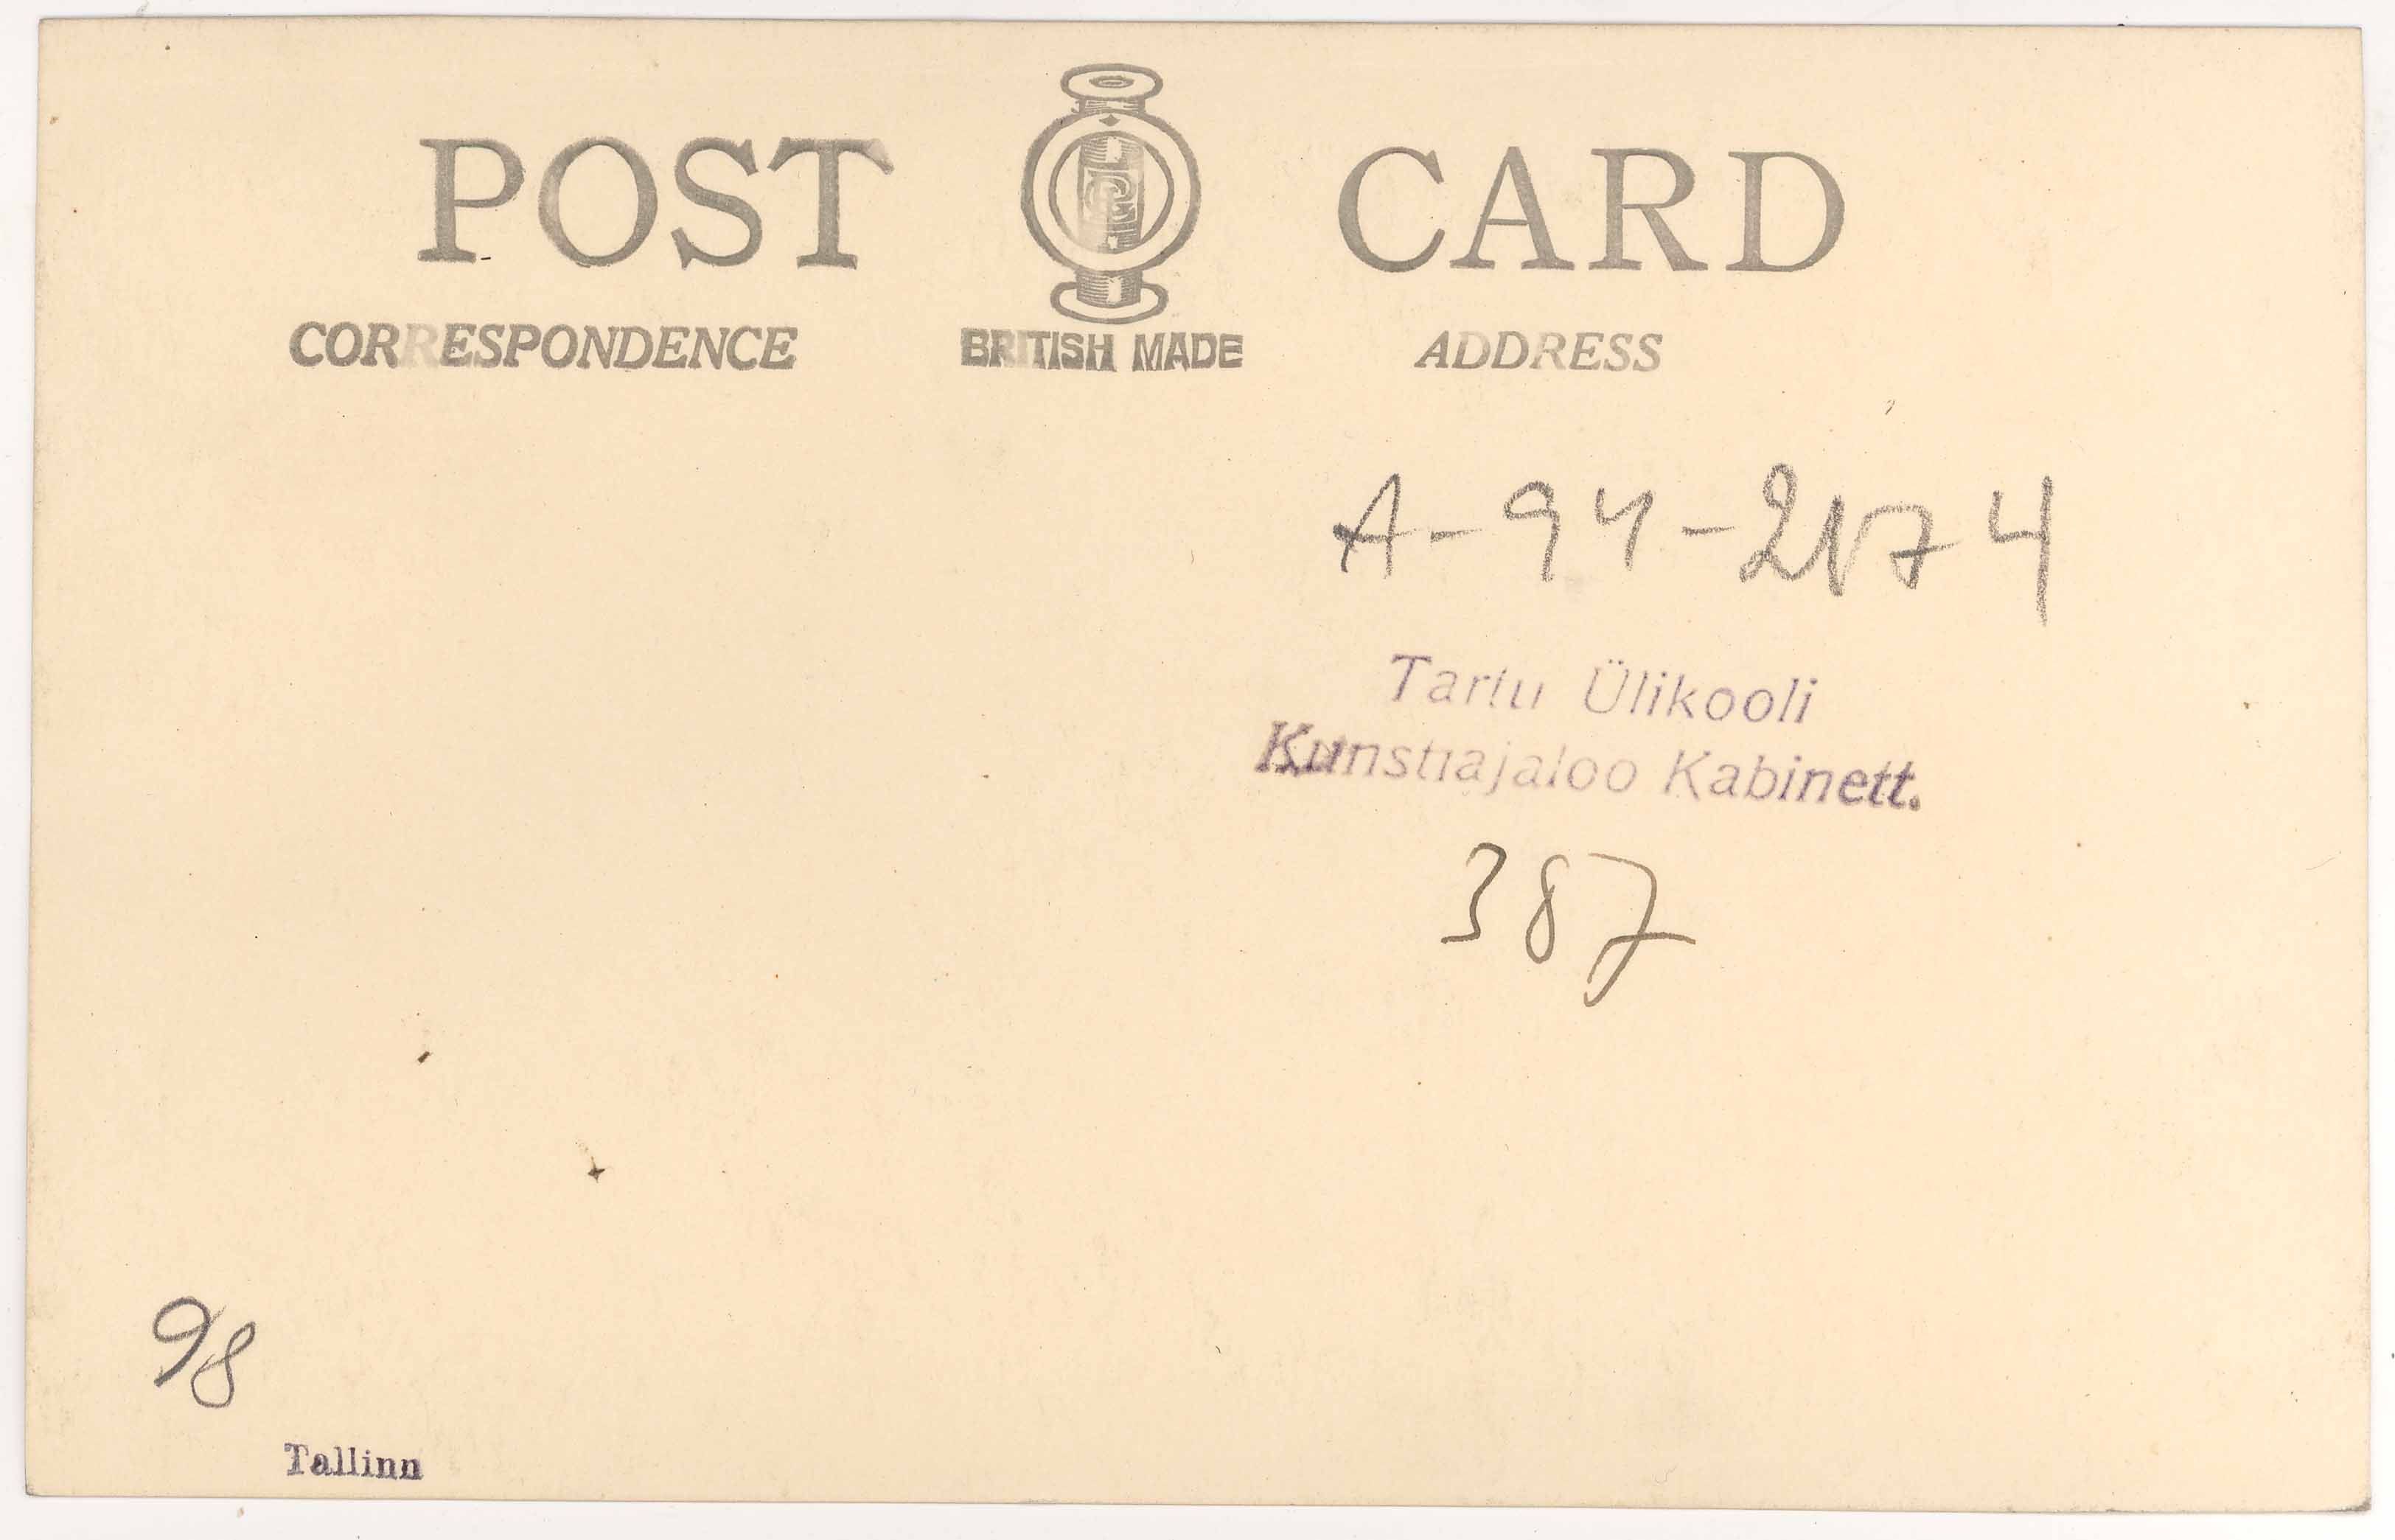 POST CARD
CORRESPONDENCE BRITISH MADE ADDRESS
A-94-2174
Tartu Ülikooli
Kunstiajaloo Kabinett.
387
98
Tallinn